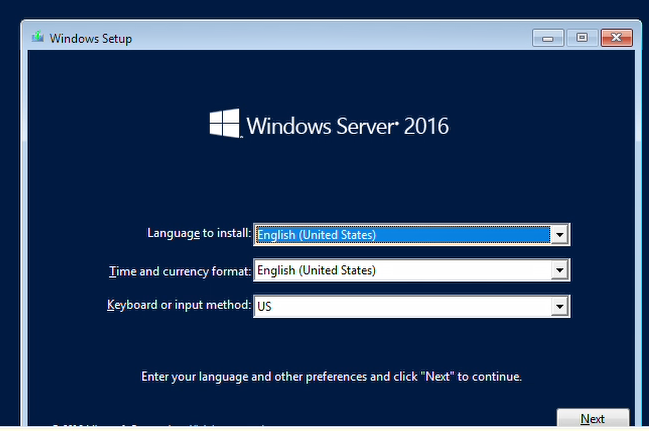 Windows Setup
Windows Server® 2016
Language to install: English (United States)
Time and currency format: English (United States)
Keyboard or input method: US
Enter your language and other preferences and click "Next" to continue.
Next